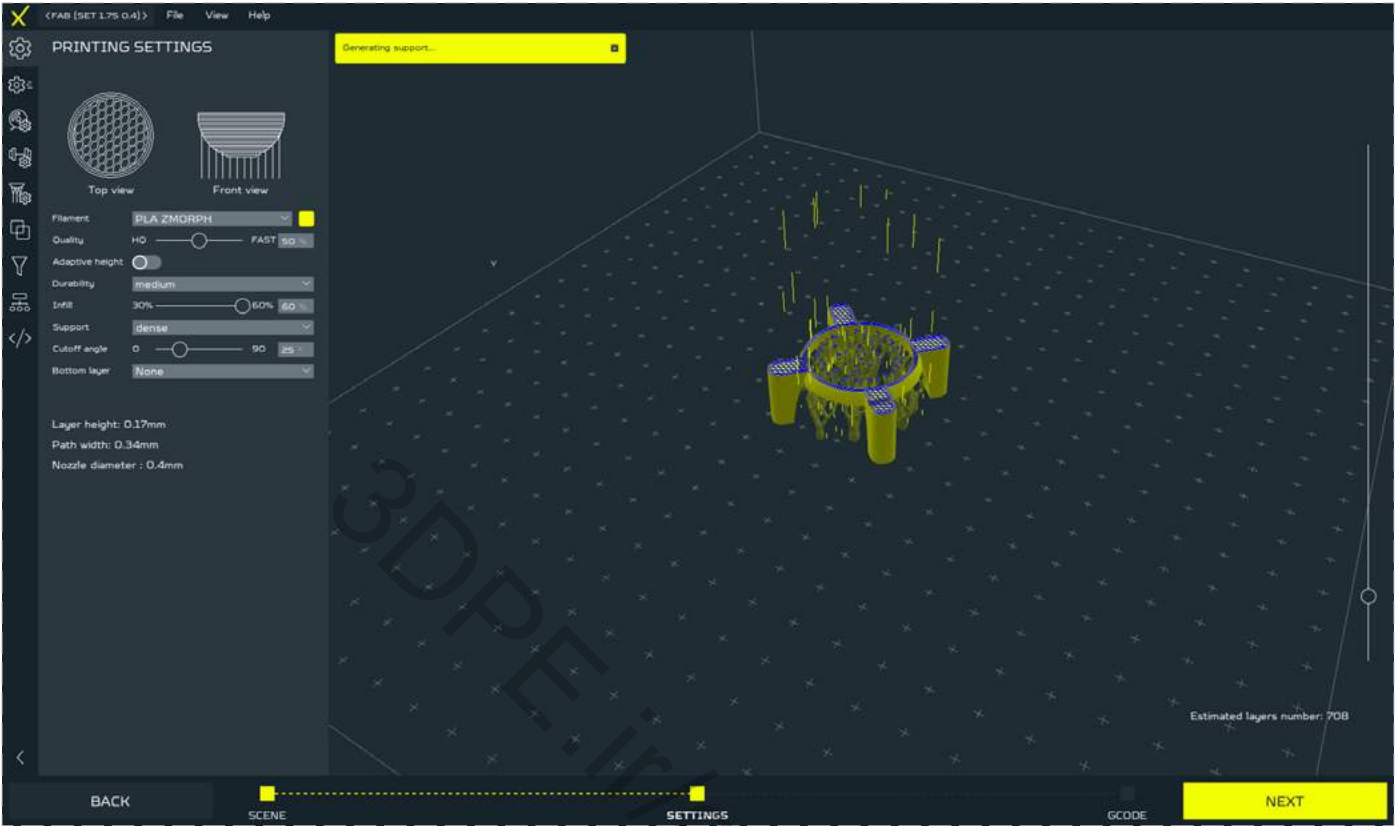 <FAB (SET 1.75 0.4)> File View Help
PRINTING SETTINGS
Generating support...
Top view Front view
Filament PLA ZMORPH
Quality HQ FAST 50 %
Adaptive height
Durability medium
Infill 30% 60% 60 %
Support dense
Cutoff angle 0 90 25 °
Bottom layer None
Layer height: 0.17mm
Path width: 0.34mm
Nozzle diameter : 0.4mm
Y
3DPE.ir/
Estimated layers number: 708
BACK
SCENE
SETTINGS
GCODE
NEXT